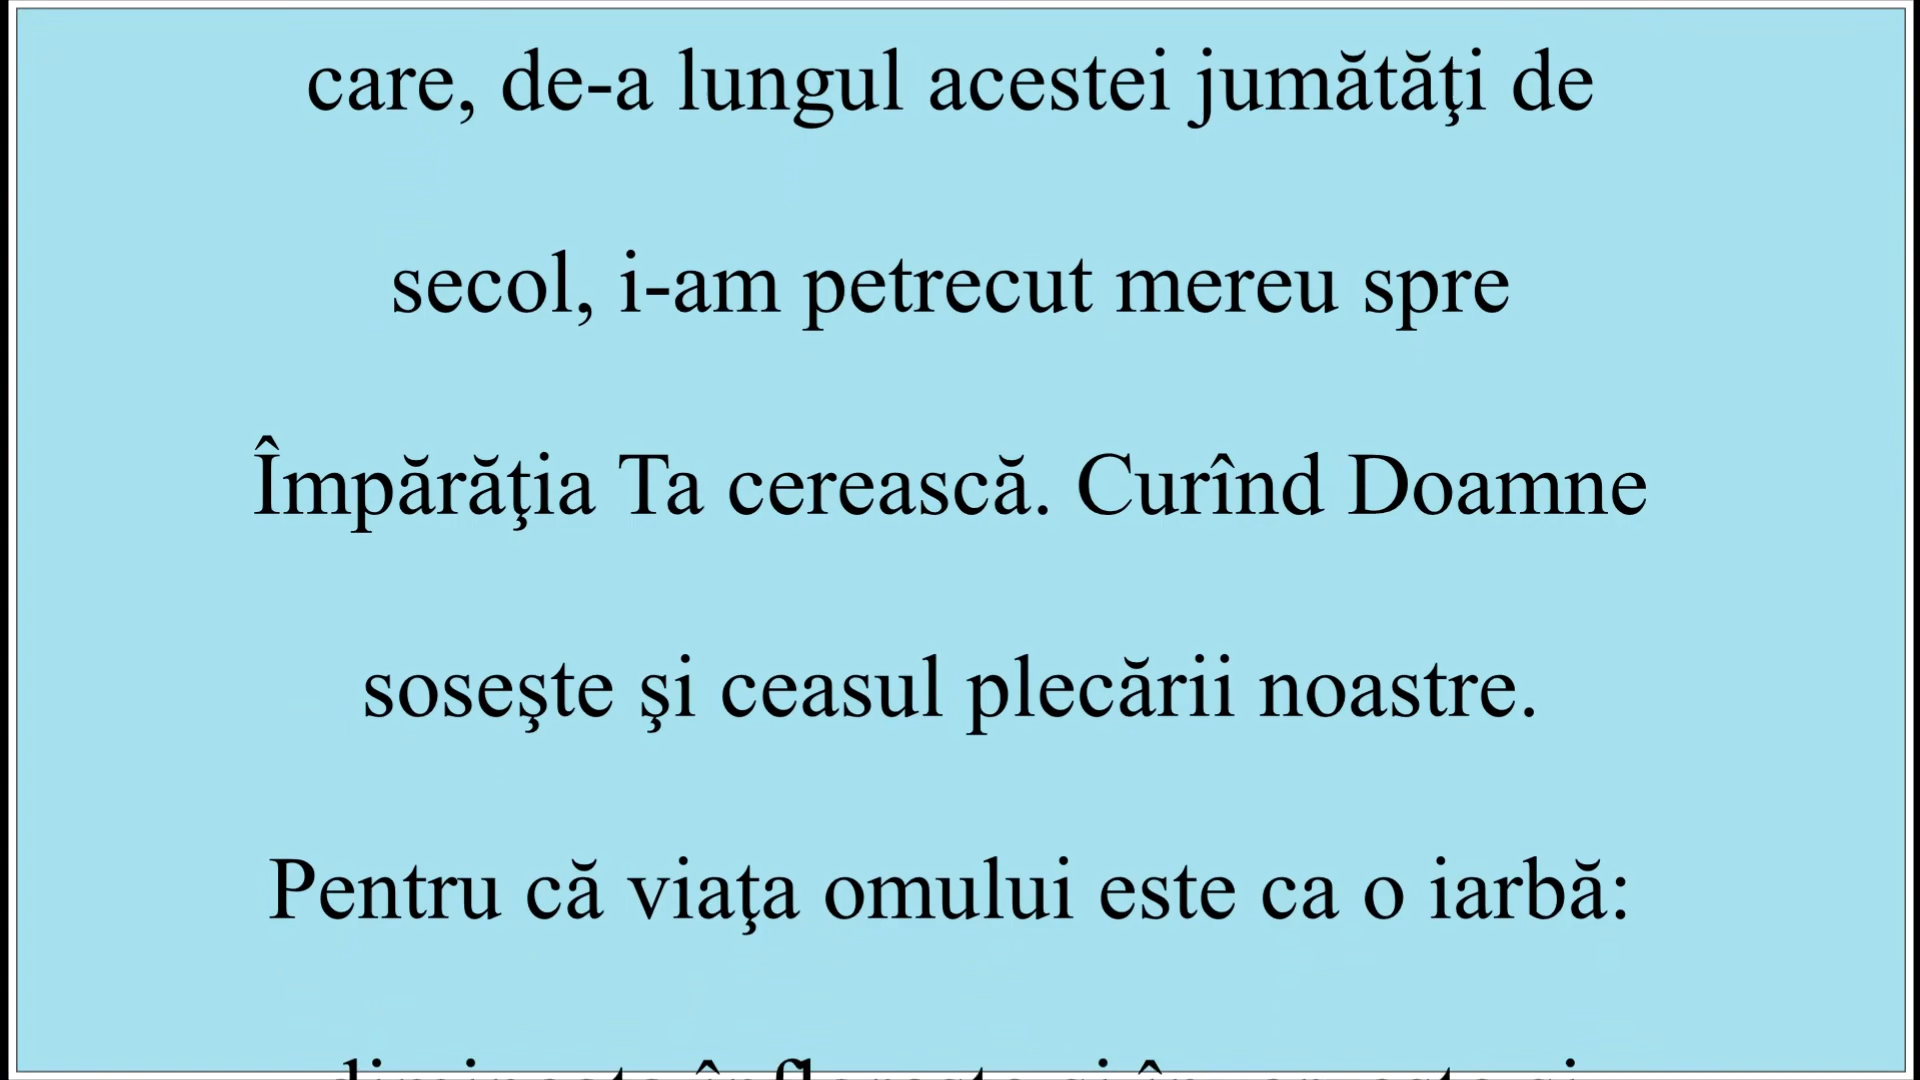 care, de-a lungul acestei jumătăţi de
secol, i-am petrecut mereu spre
Împărăţia Ta cerească. Curînd Doamne
soseşte şi ceasul plecării noastre.
Pentru că viaţa omului este ca o iarbă: